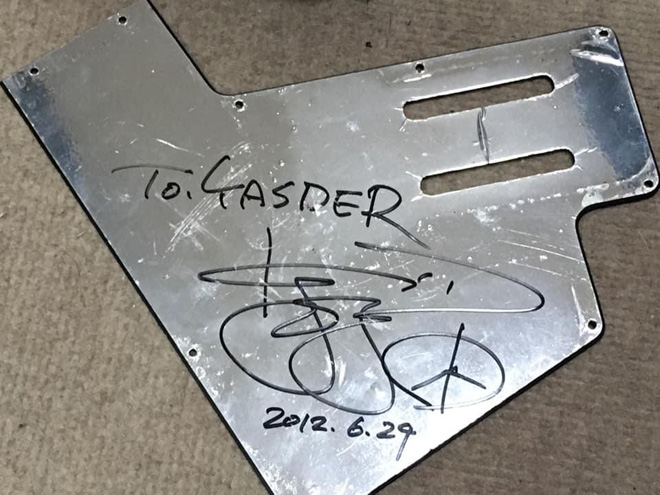 To. GASPER
2012. 6. 29